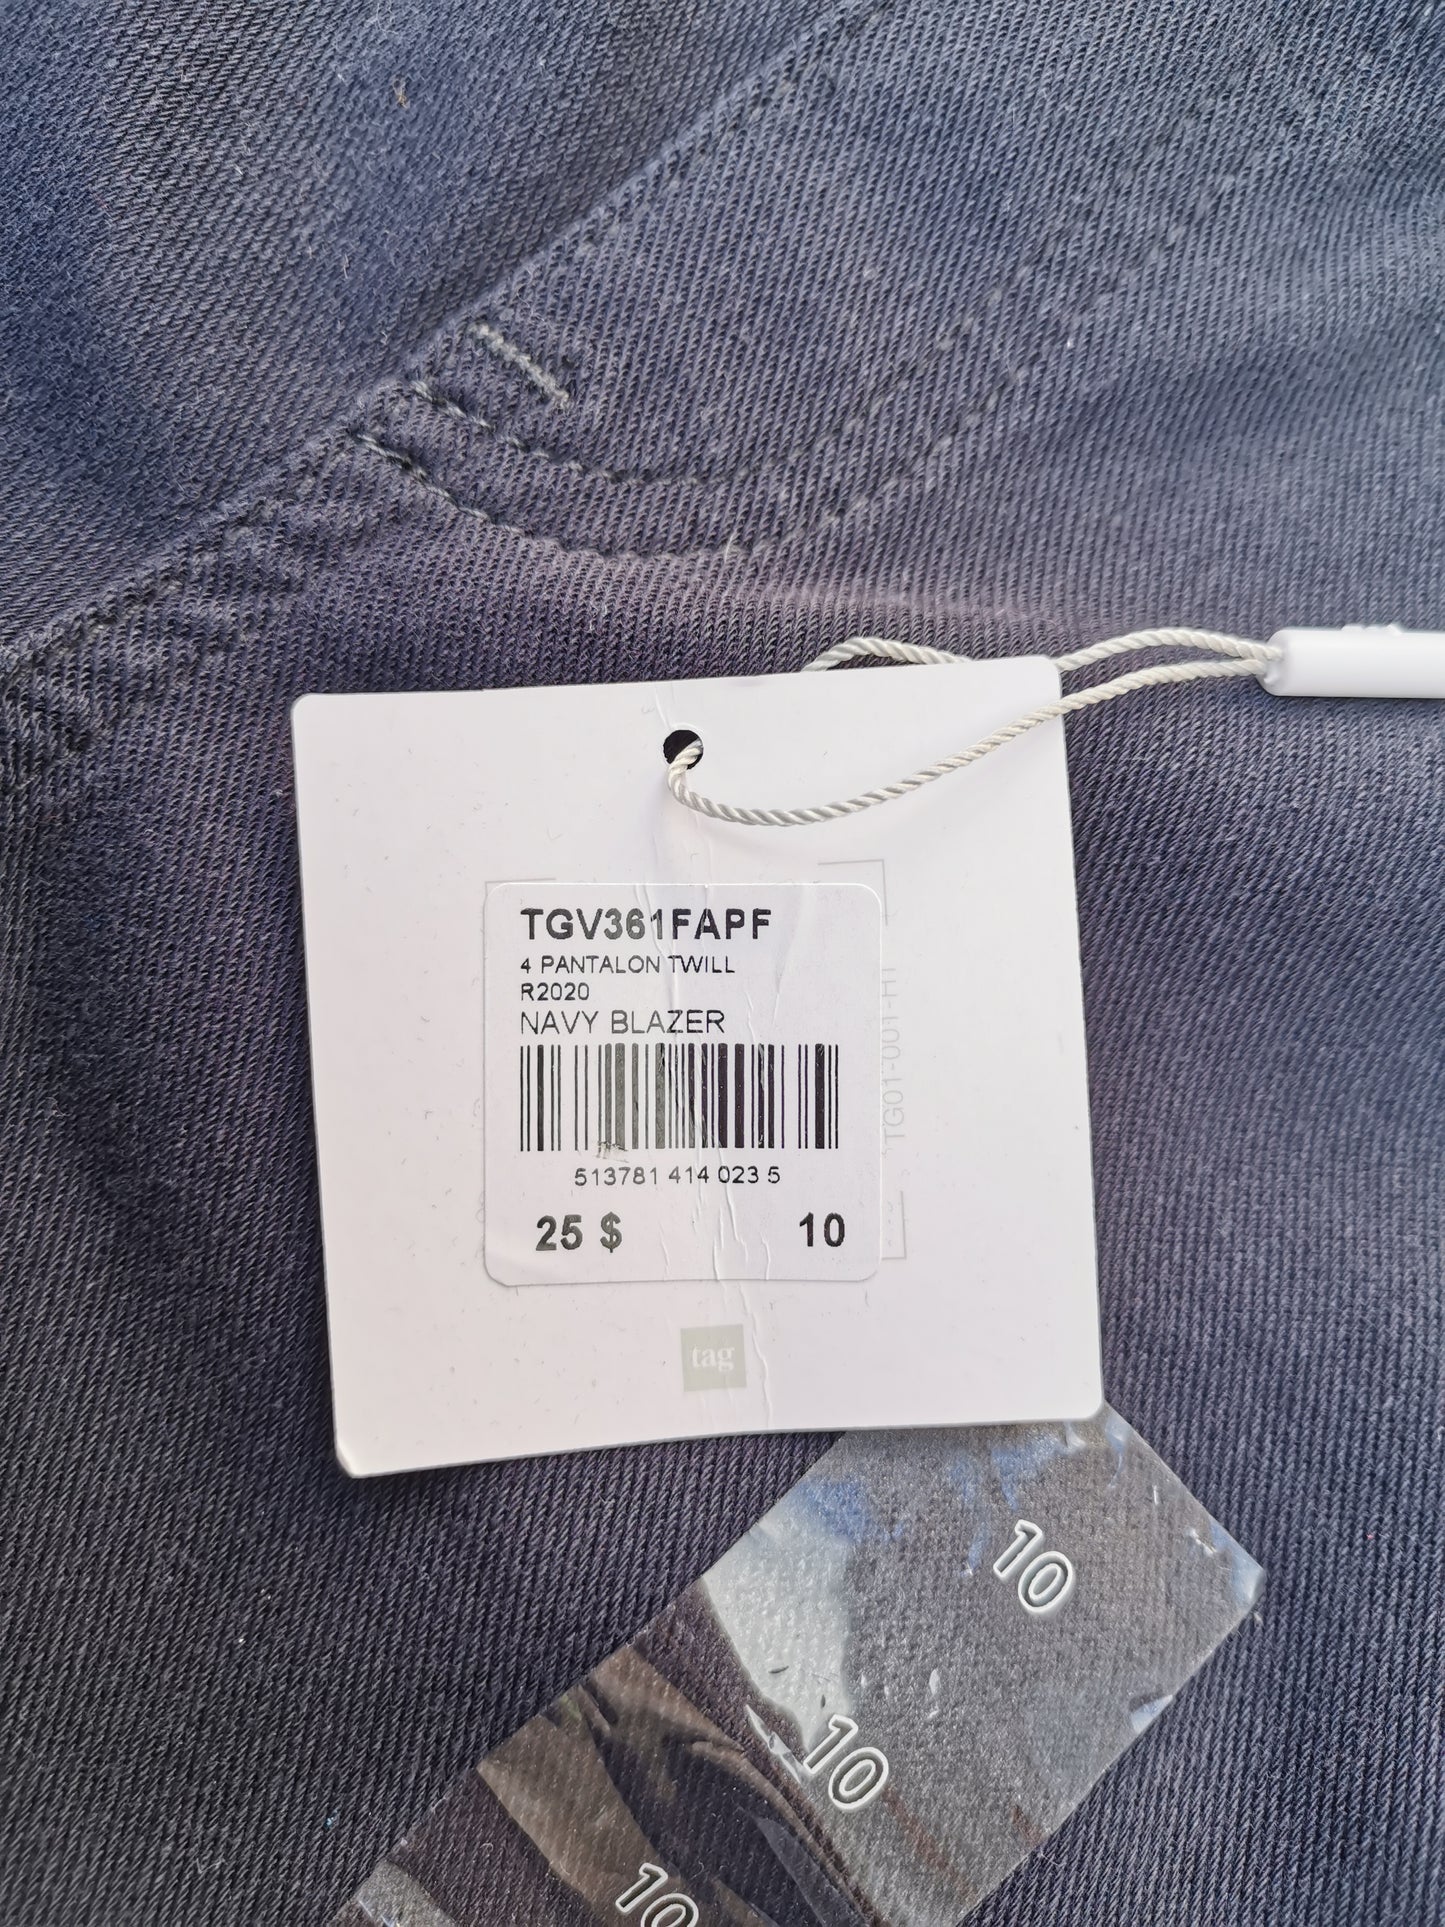 TGV361FAPF
4 PANTALON TWILL
R2020
NAVY BLAZER
513781 414 023 5
25 $ 10
TG01-001-HT
tag
10
10
10